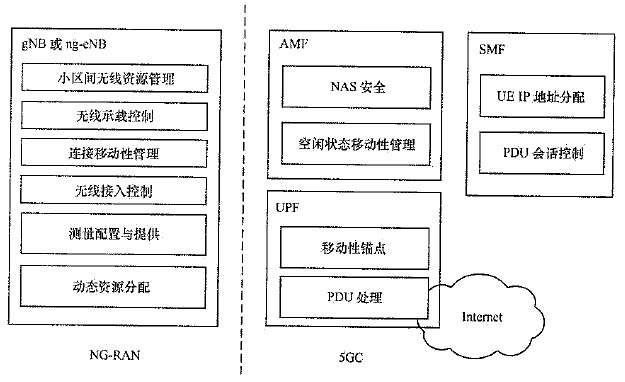 gNB 或 ng-eNB
小区间无线资源管理
无线承载控制
连接移动性管理
无线接入控制
测量配置与提供
动态资源分配
NG-RAN
AMF
NAS 安全
空闲状态移动性管理
SMF
UE IP 地址分配
PDU 会话控制
UPF
移动性锚点
PDU 处理
Internet
5GC